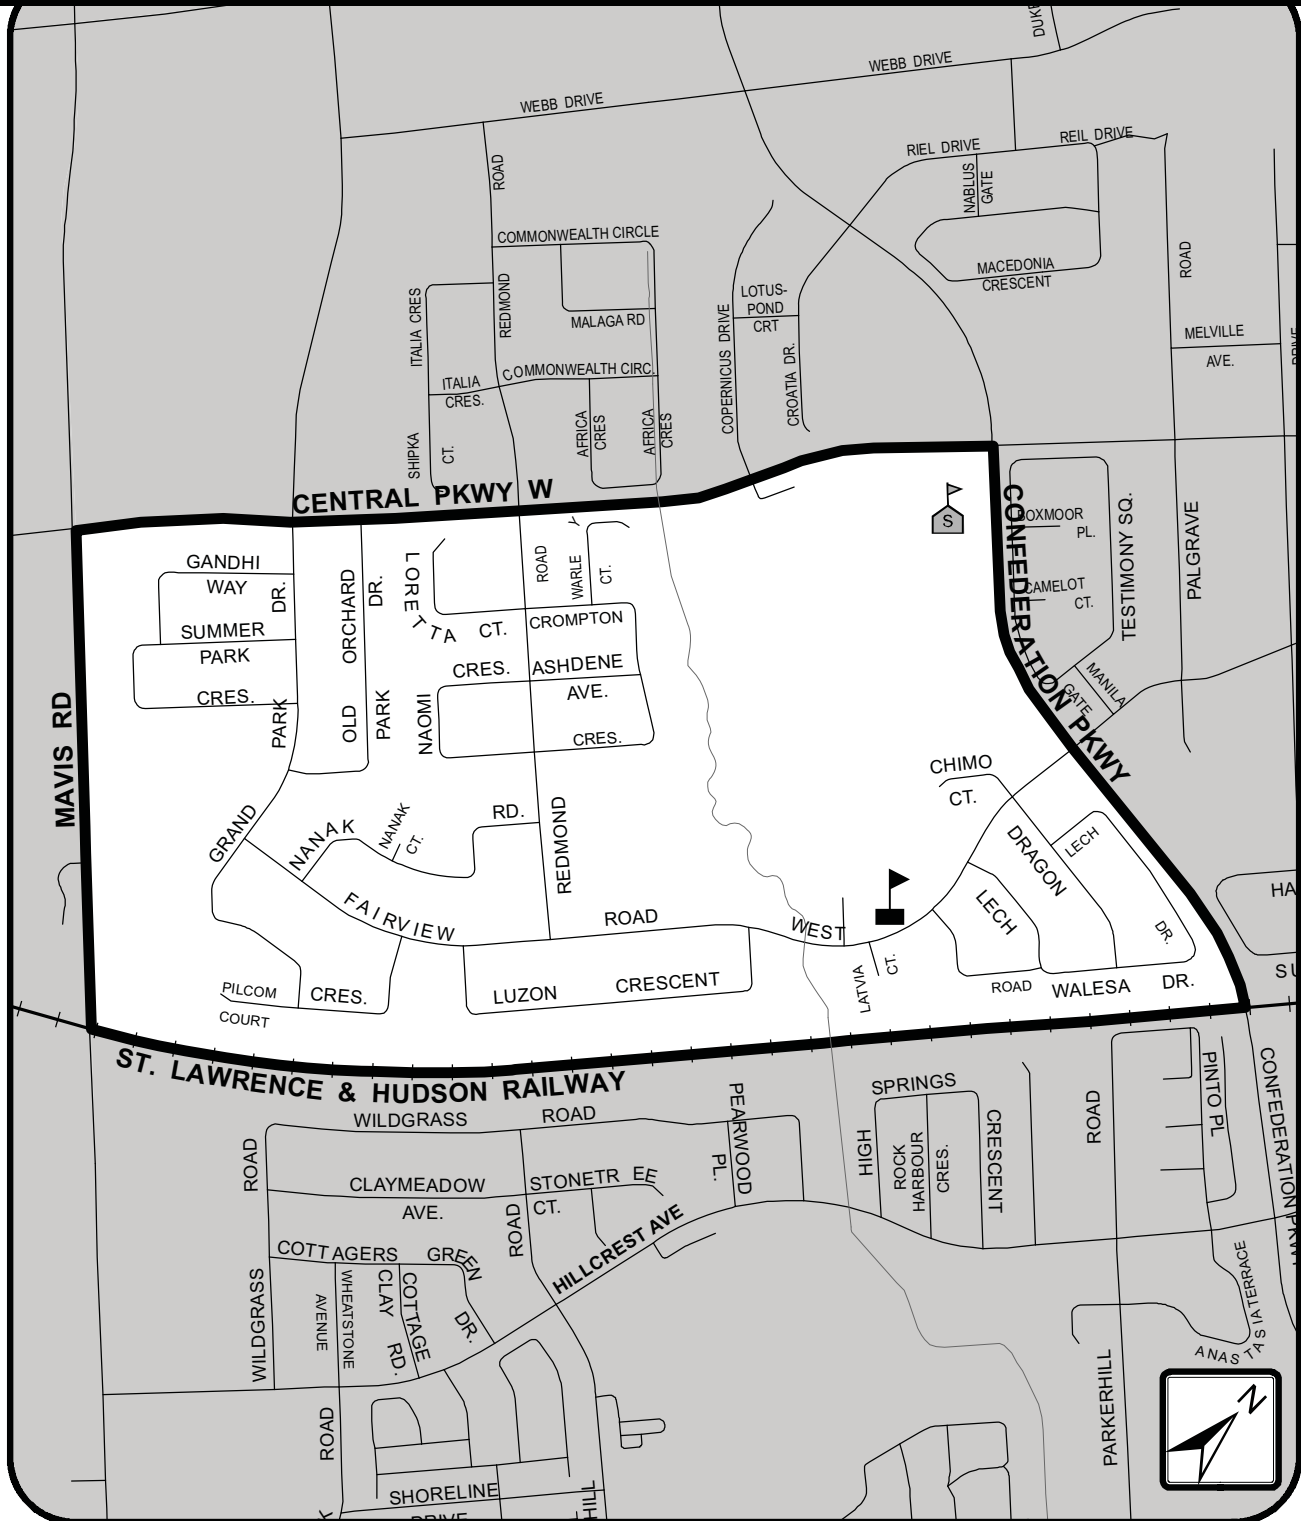 DUKE
WEBB DRIVE
WEBB DRIVE
RIEL DRIVE
REIL DRIVE
NABLUS
GATE
ROAD
COMMONWEALTH CIRCLE
MACEDONIA
CRESCENT
ROAD
ITALIA CRES
REDMOND
MALAGA RD
LOTUS-
POND
CRT
COPERNICUS DRIVE
CROATIA DR.
MELVILLE
AVE.
DRIVE
ITALIA
CRES.
COMMONWEALTH CIRC.
AFRICA
CRES
AFRICA
CRES
SHIPKA
CT.
CENTRAL PKWY W
S
CONFEDERATION PKWY
BOXMOOR
PL.
CAMELOT
CT.
TESTIMONY SQ.
PALGRAVE
MANILA
GATE
MAVIS RD
GANDHI
WAY
SUMMER
PARK
CRES.
GRAND
PARK
DR.
OLD
ORCHARD
PARK
DR.
LORETTA CT.
ROAD
WARLEY
CT.
CROMPTON
CRES.
ASHDENE
AVE.
NAOMI
CRES.
CHIMO
CT.
NANAK
RD.
NANAK
CT.
REDMOND
DRAGON
LECH
LECH
DR.
FAIRVIEW
ROAD
WEST
PILCOM
COURT
CRES.
LUZON
CRESCENT
LATVIA
CT.
ROAD
WALESA
DR.
HA
SU
ST. LAWRENCE & HUDSON RAILWAY
WILDGRASS
ROAD
ROAD
CLAYMEADOW
AVE.
STONETREE
CT.
PEARWOOD
PL.
HIGH
SPRINGS
CRESCENT
ROCK
HARBOUR
CRES.
ROAD
PINTO PL
CONFEDERATION PKWY
ROAD
HILLCREST AVE
COTTAGERS
GREEN
WILDGRASS
AVENUE
WHEATSTONE
CLAY
COTTAGE
RD.
DR.
ANASTASIA TERRACE
PARKERHILL
N
ROAD
SHORELINE
DRIVE
HILL
K